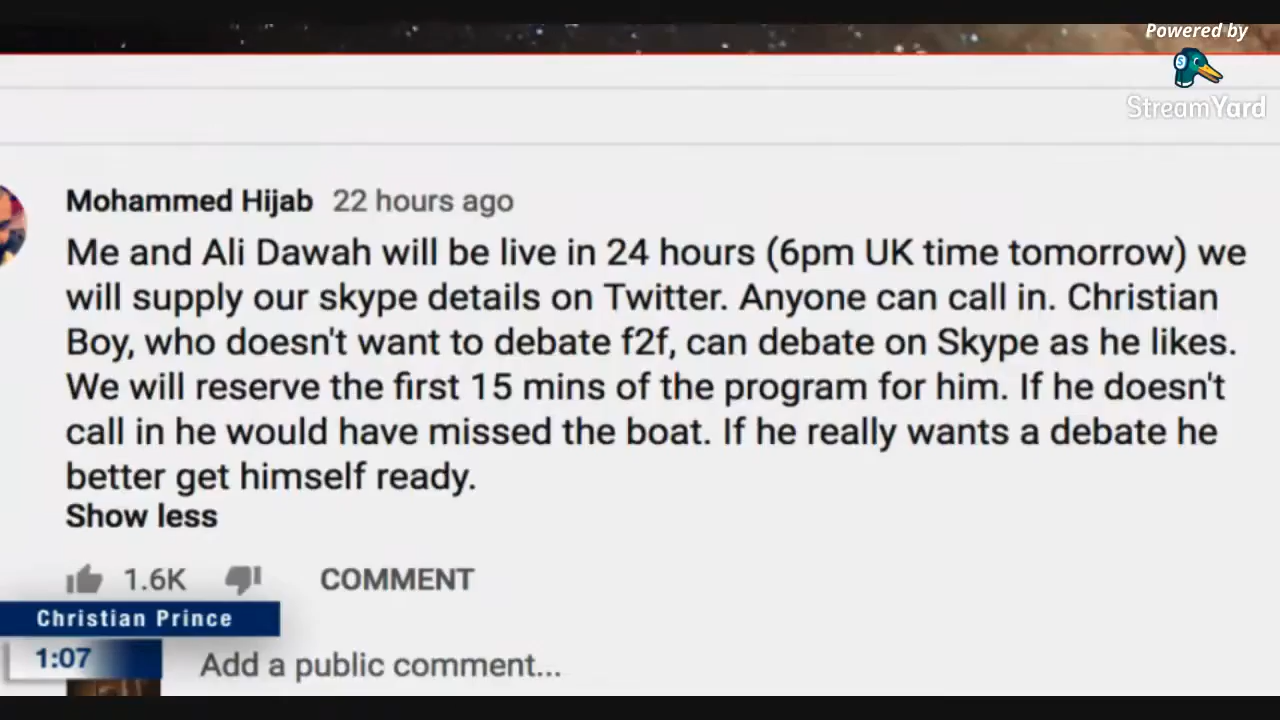 Powered by
StreamYard
Mohammed Hijab 22 hours ago
Me and Ali Dawah will be live in 24 hours (6pm UK time tomorrow) we
will supply our skype details on Twitter. Anyone can call in. Christian
Boy, who doesn't want to debate f2f, can debate on Skype as he likes.
We will reserve the first 15 mins of the program for him. If he doesn't
call in he would have missed the boat. If he really wants a debate he
better get himself ready.
Show less
1.6K COMMENT
Christian Prince
1:07
Add a public comment...